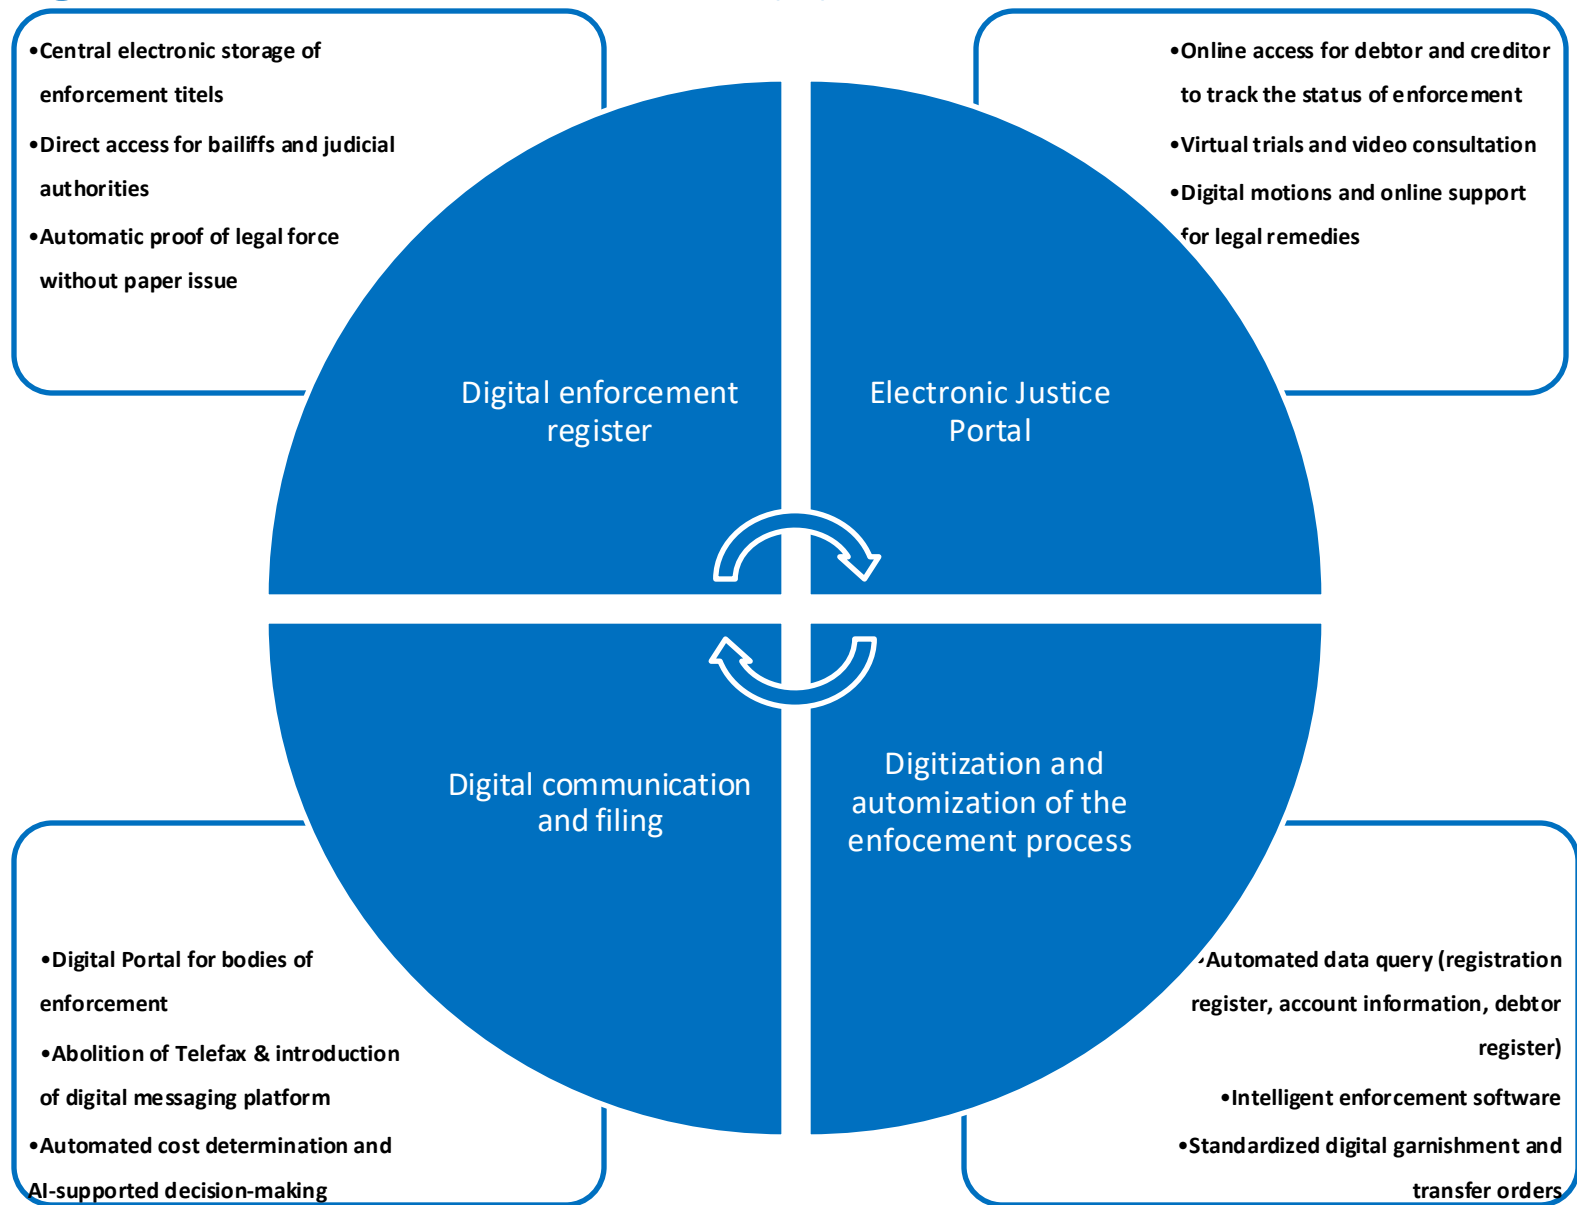 •Central electronic storage of
enforcement titels
•Direct access for bailiffs and judicial
authorities
•Automatic proof of legal force
without paper issue
•Online access for debtor and creditor
to track the status of enforcement
•Virtual trials and video consultation
•Digital motions and online support
for legal remedies
Digital enforcement
register
Electronic Justice
Portal
Digital communication
and filing
Digitization and
automization of the
enfocement process
•Digital Portal for bodies of
enforcement
•Abolition of Telefax & introduction
of digital messaging platform
•Automated cost determination and
AI-supported decision-making
•Automated data query (registration
register, account information, debtor
register)
•Intelligent enforcement software
•Standardized digital garnishment and
transfer orders